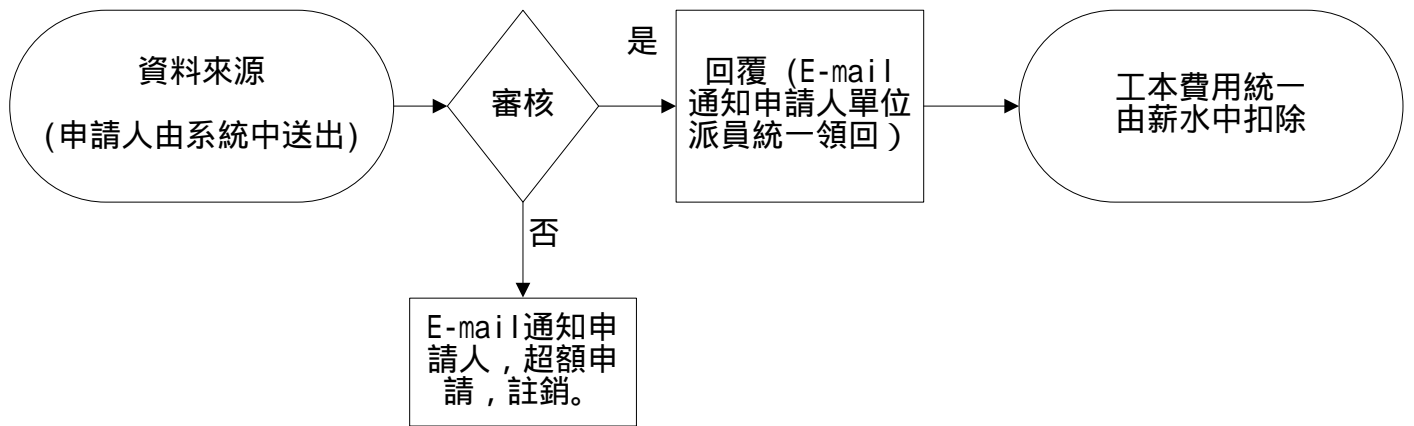 資料來源
(申請人由系統中送出)
審核
是
回覆 (E-mail
通知申請人單位
派員統一領回)
工本費用統一
由薪水中扣除
否
E-mail通知申
請人,超額申
請,註銷。